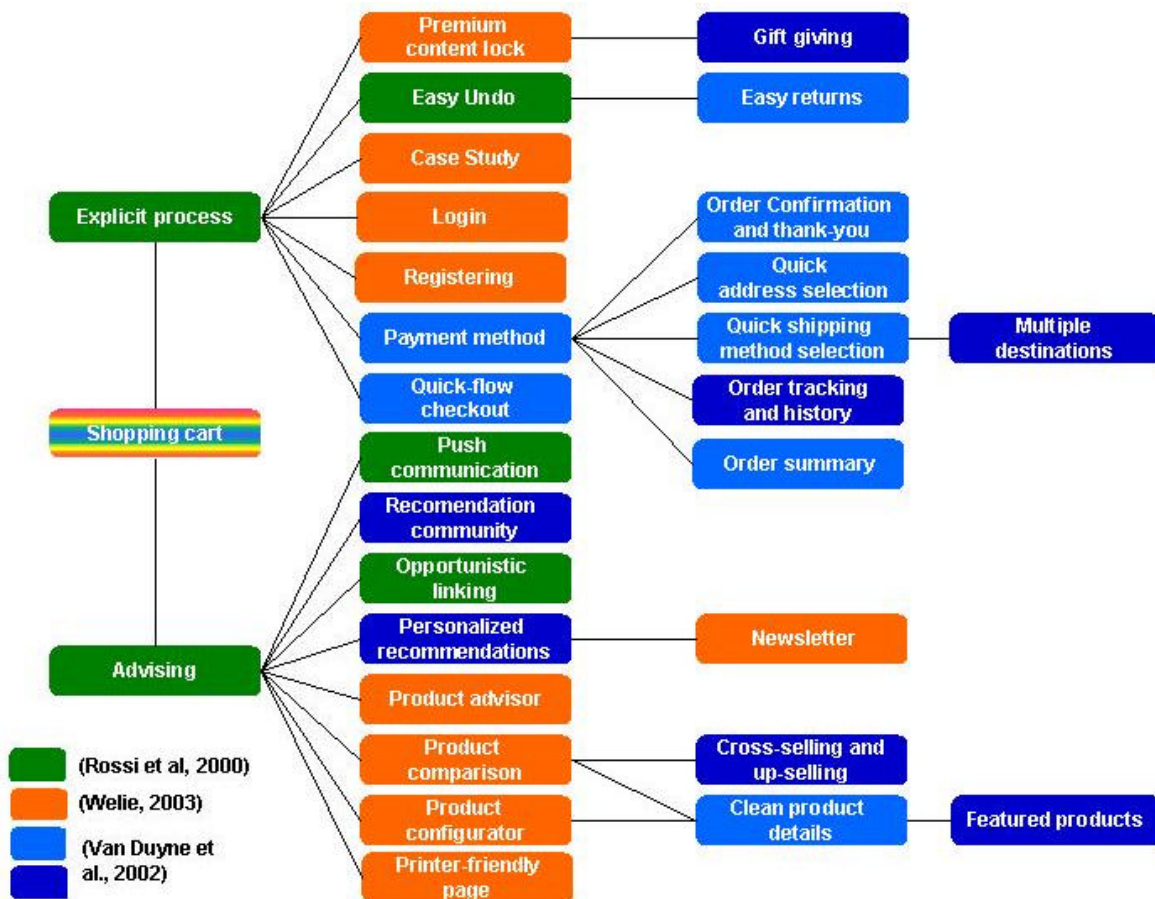 Premium
content lock
Gift giving
Easy Undo
Easy returns
Case Study
Explicit process
Login
Order Confirmation
and thank-you
Registering
Quick
address selection
Payment method
Quick shipping
method selection
Multiple
destinations
Quick-flow
checkout
Order tracking
and history
Shopping cart
Push
communication
Order summary
Recomendation
community
Opportunistic
linking
Personalized
recommendations
Newsletter
Advising
Product advisor
Product
comparison
Cross-selling and
up-selling
Product
configurator
Clean product
details
Featured products
Printer-friendly
page
(Rossi et al, 2000)
(Welie, 2003)
(Van Duyne et
al., 2002)